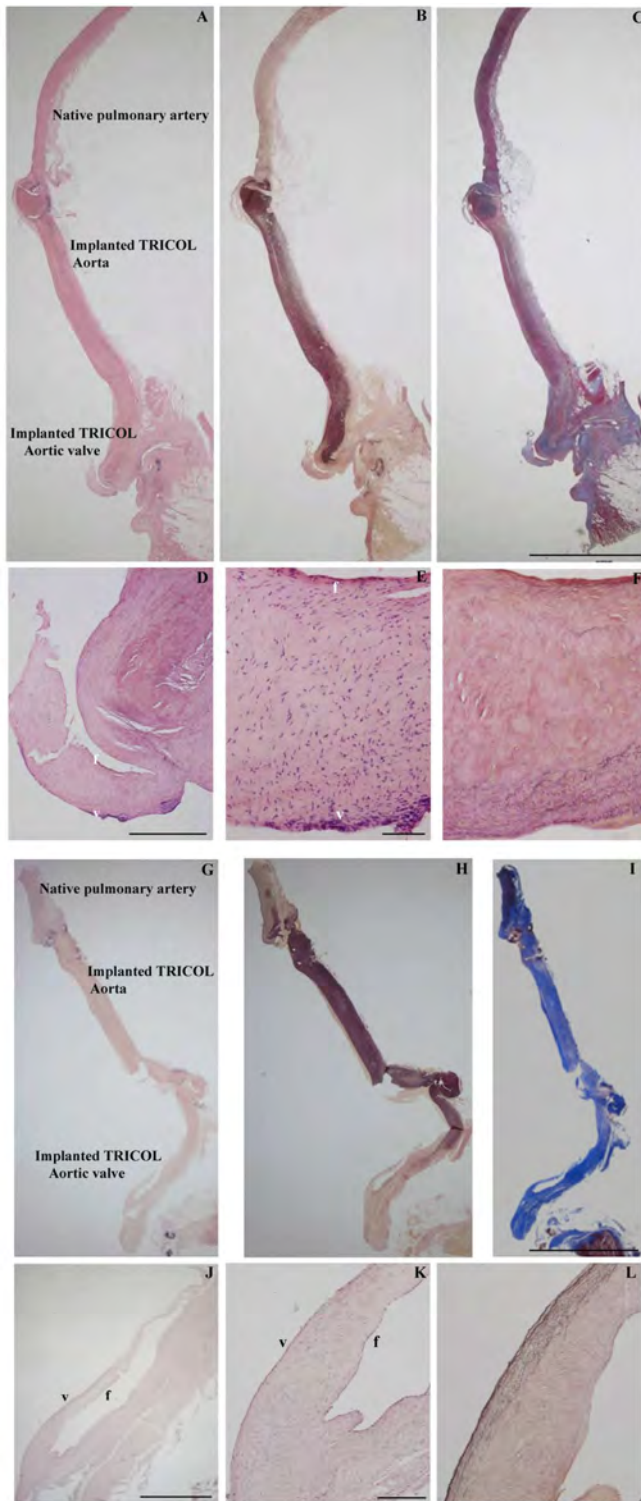 A
B
C
Native pulmonary artery
Implanted TRICOL
Aorta
Implanted TRICOL
Aortic valve
D
E
F
f
f
v
v
G
H
I
Native pulmonary artery
Implanted TRICOL
Aorta
Implanted TRICOL
Aortic valve
J
K
L
v
f
v
f